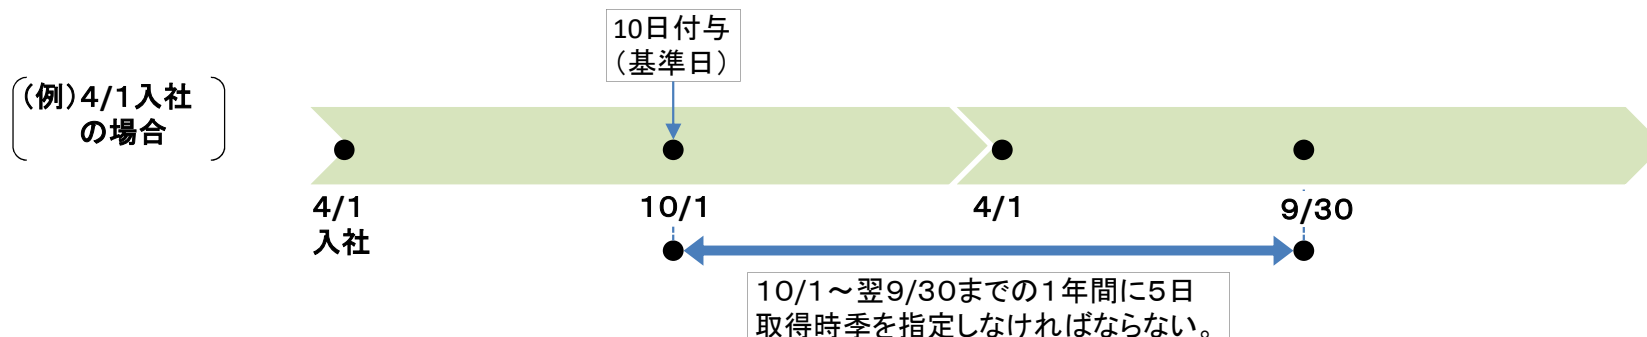 10日付与
（基準日）
（例）4/1入社
の場合
4/1
入社
10/1
4/1
9/30
10/1～翌9/30までの1年間に5日
取得時季を指定しなければならない。